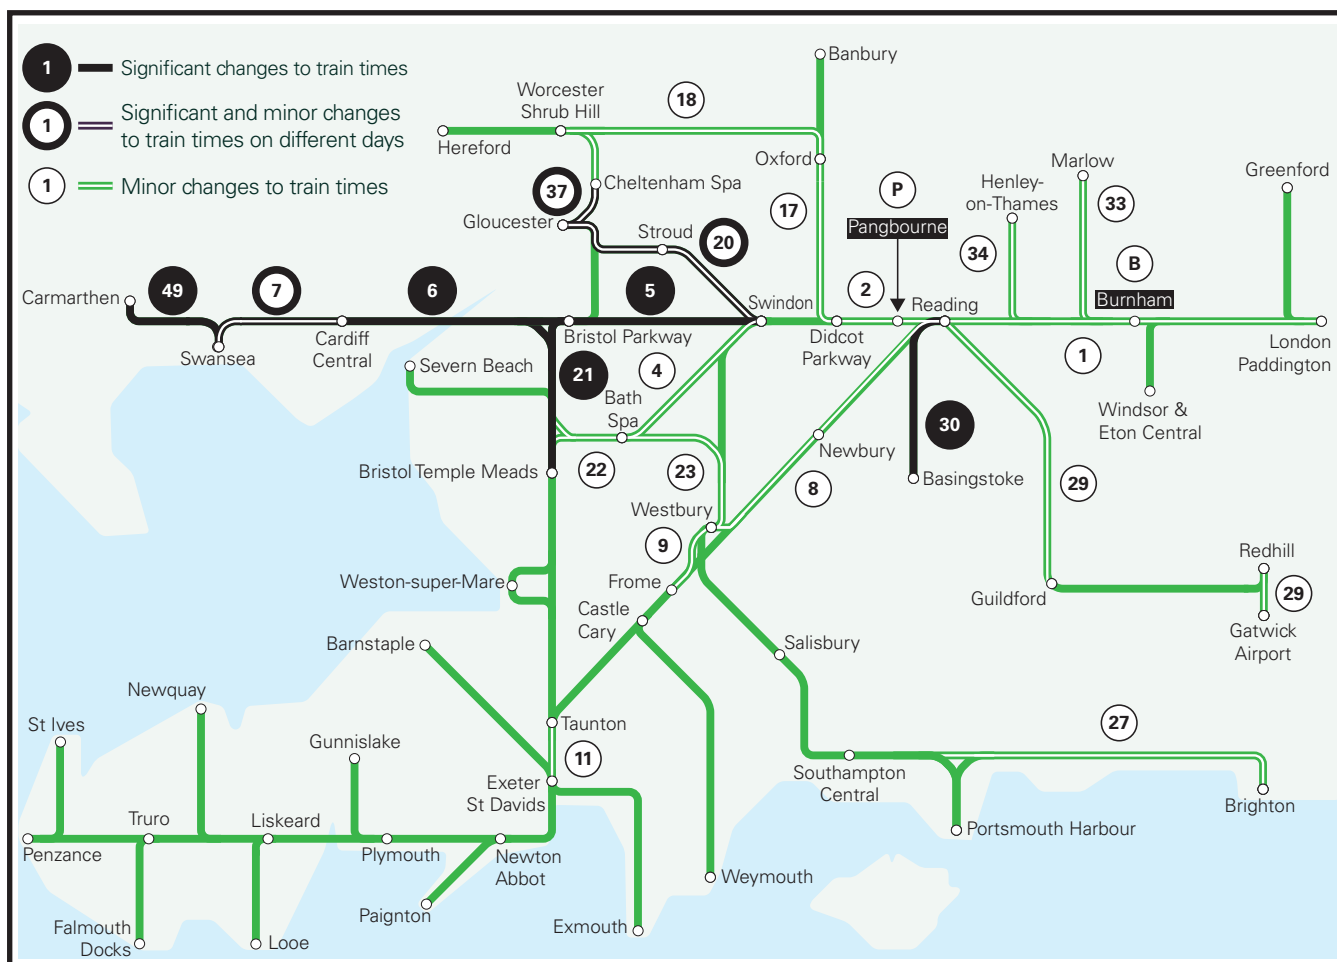 1 Significant changes to train times
1 Significant and minor changes
to train times on different days
1 Minor changes to train times
Banbury
Worcester
Shrub Hill
18
Hereford
Oxford
Marlow
Greenford
Cheltenham Spa
37
P
Henley-
on-Thames
33
Gloucester
Stroud
20
17
Pangbourne
34
B
Carmarthen
49
7
6
5
Swindon
2
Reading
Burnham
Swansea
Cardiff
Central
Bristol Parkway
Didcot
Parkway
London
Paddington
1
Severn Beach
21
4
Bath
Spa
Windsor &
Eton Central
30
Newbury
Bristol Temple Meads
22
23
8
Basingstoke
29
Westbury
9
Redhill
Weston-super-Mare
Frome
Guildford
29
Castle
Cary
Gatwick
Airport
Barnstaple
Salisbury
Newquay
St Ives
Gunnislake
Taunton
27
11
Exeter
St Davids
Southampton
Central
Brighton
Truro
Liskeard
Portsmouth Harbour
Penzance
Plymouth
Newton
Abbot
Weymouth
Paignton
Falmouth
Docks
Looe
Exmouth